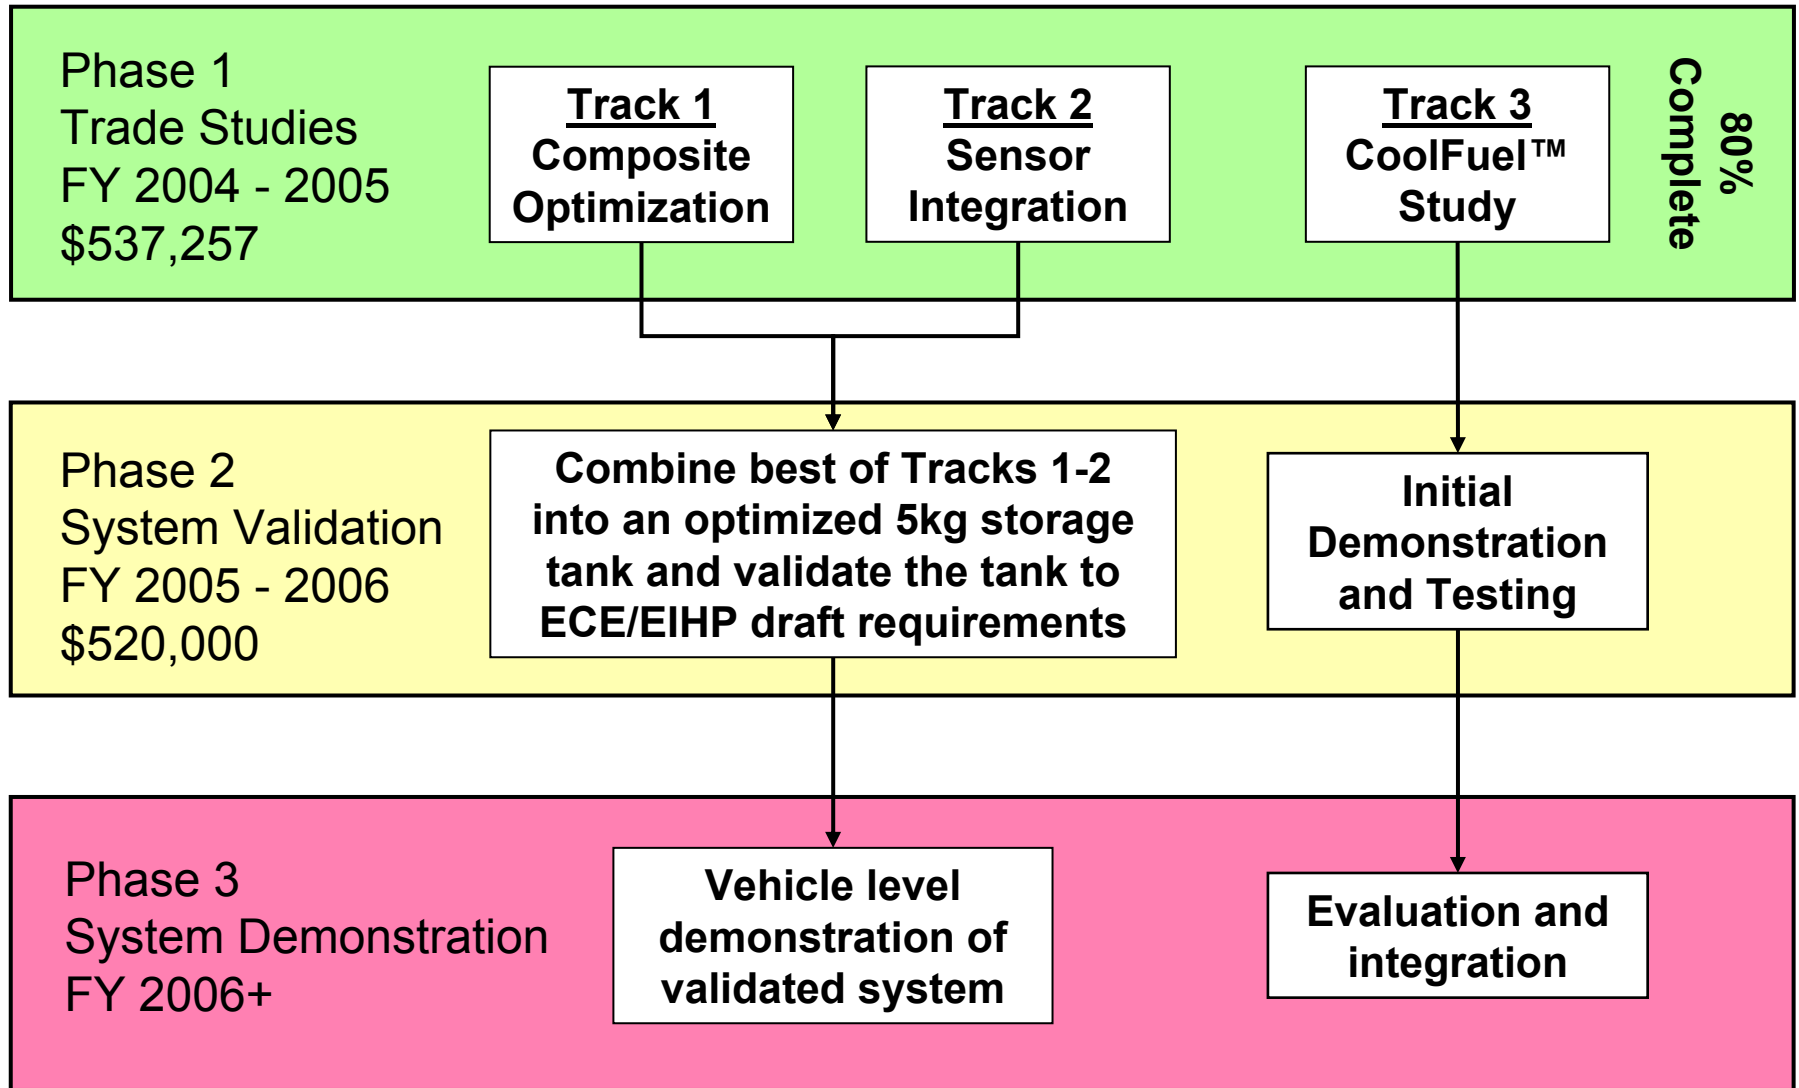 Phase 1
Trade Studies
FY 2004 - 2005
$537,257
Track 1
Composite
Optimization
Track 2
Sensor
Integration
Track 3
CoolFuel™
Study
80%
Complete
Phase 2
System Validation
FY 2005 - 2006
$520,000
Combine best of Tracks 1-2
into an optimized 5kg storage
tank and validate the tank to
ECE/EIHP draft requirements
Initial
Demonstration
and Testing
Phase 3
System Demonstration
FY 2006+
Vehicle level
demonstration of
validated system
Evaluation and
integration